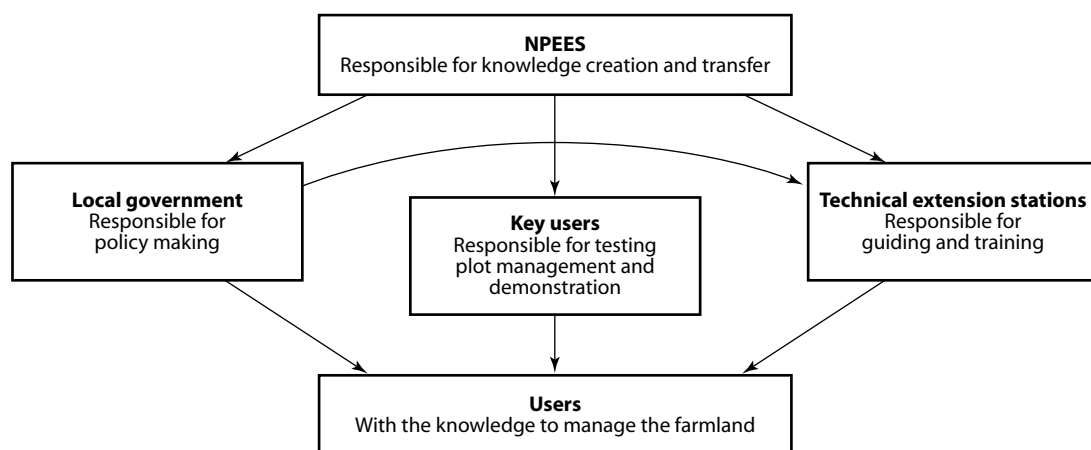 NPEES
Responsible for knowledge creation and transfer
Local government
Responsible for
policy making
Key users
Responsible for testing
plot management and
demonstration
Technical extension stations
Responsible for
guiding and training
Users
With the knowledge to manage the farmland